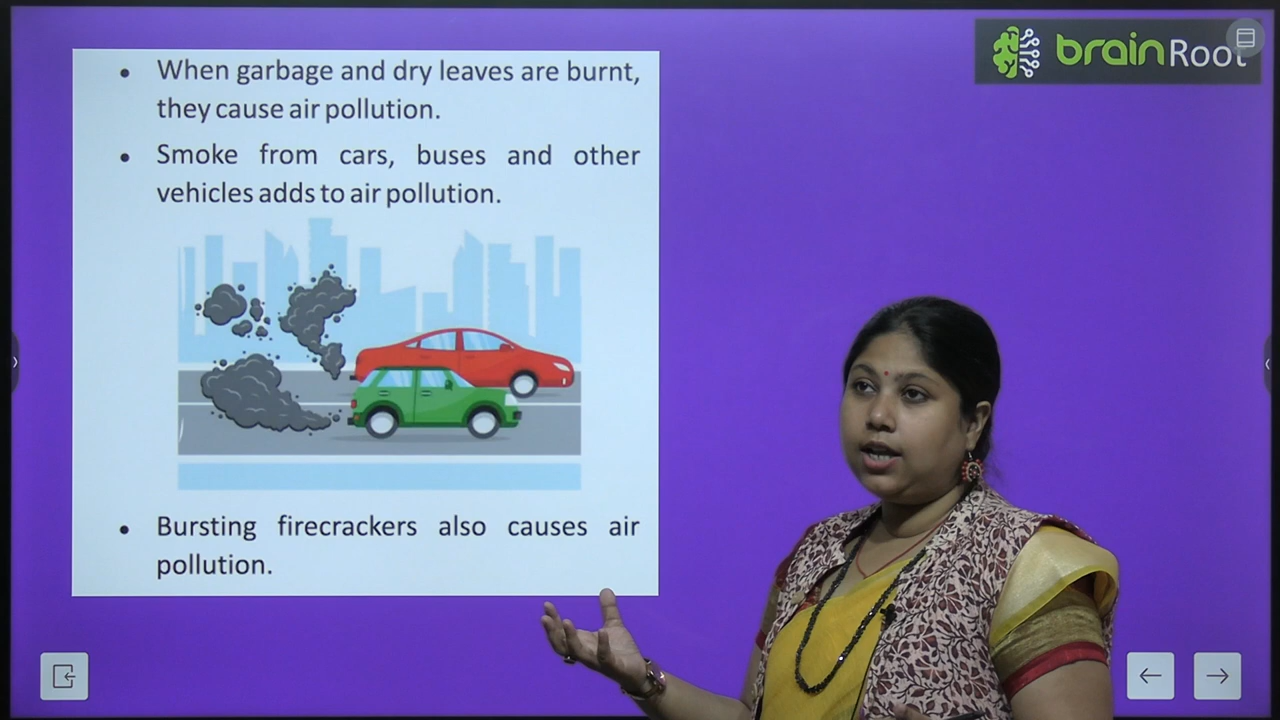 brainRoot
• When garbage and dry leaves are burnt,
they cause air pollution.
• Smoke from cars, buses and other
vehicles adds to air pollution.
• Bursting firecrackers also causes air
pollution.